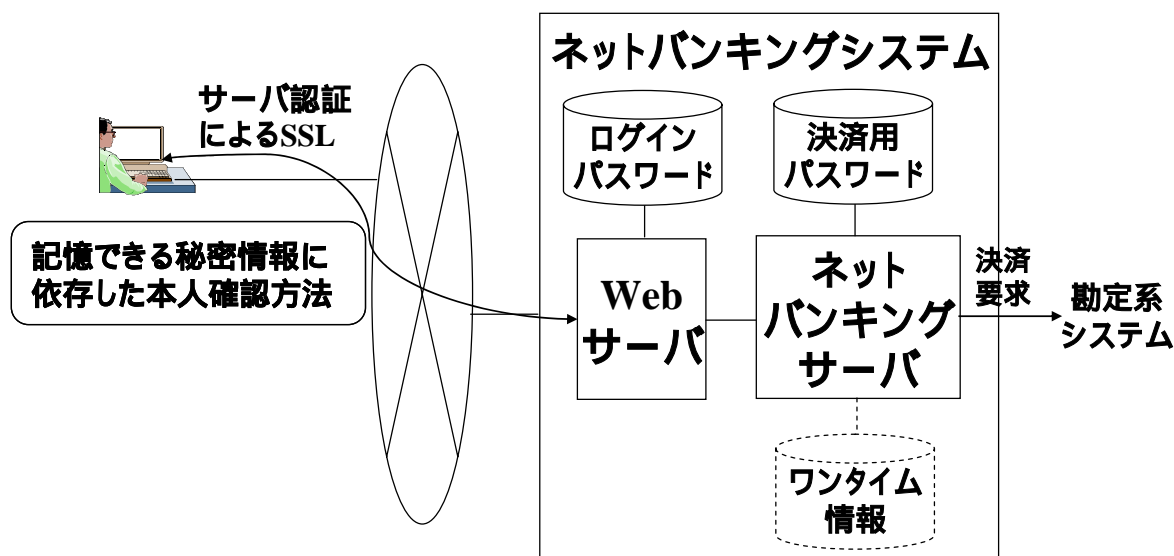 ネットバンキングシステム
サーバ認証
によるSSL
ログイン
パスワード
決済用
パスワード
記憶できる秘密情報に
依存した本人確認方法
Web
サーバ
ネット
バンキング
サーバ
決済
要求
勘定系
システム
ワンタイム
情報